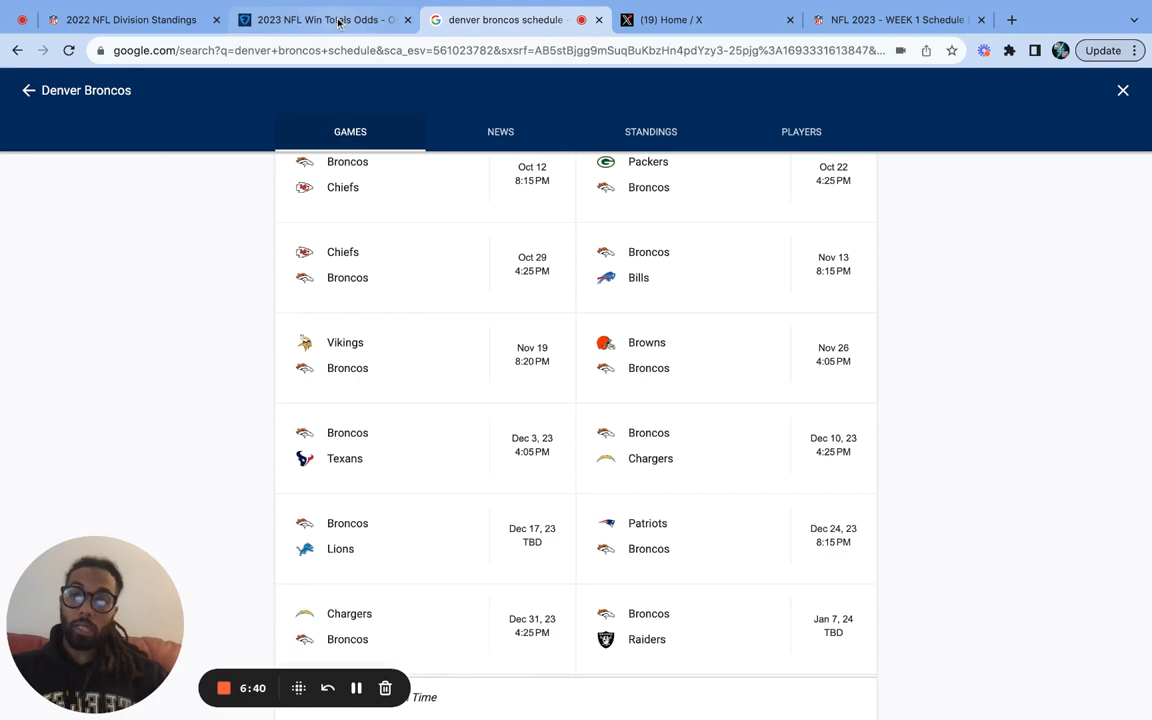 2022 NFL Division Standings
2023 NFL Win Totals Odds - O
denver broncos schedule -
(19) Home / X
NFL 2023 - WEEK 1 Schedule
google.com/search?q=denver+broncos+schedule&sca_esv=561023782&sxsrf=AB5stBjgg9mSuqBuKbzHn4pdYzy3-25pjg%3A1693331613847&...
Update
Denver Broncos
GAMES
NEWS
STANDINGS
PLAYERS
Broncos
Chiefs
Oct 12
8:15 PM
Packers
Broncos
Oct 22
4:25 PM
Chiefs
Broncos
Oct 29
4:25 PM
Broncos
Bills
Nov 13
8:15 PM
Vikings
Broncos
Nov 19
8:20 PM
Browns
Broncos
Nov 26
4:05 PM
Broncos
Texans
Dec 3, 23
4:05 PM
Broncos
Chargers
Dec 10, 23
4:25 PM
Broncos
Lions
Dec 17, 23
TBD
Patriots
Broncos
Dec 24, 23
8:15 PM
Chargers
Broncos
Dec 31, 23
4:25 PM
Broncos
Raiders
Jan 7, 24
TBD
6:40
Time